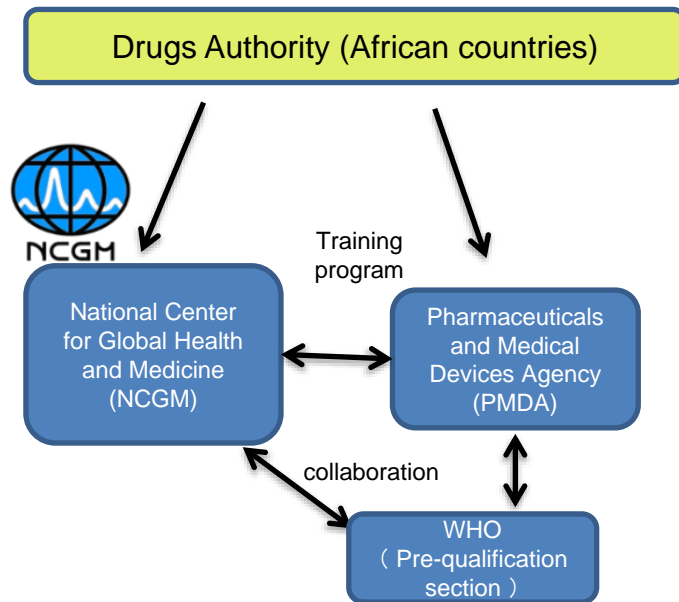 Drugs Authority (African countries)
NCGM
Training
program
National Center
for Global Health
and Medicine
(NCGM)
Pharmaceuticals
and Medical
Devices Agency
(PMDA)
collaboration
WHO
（ Pre-qualification
section ）